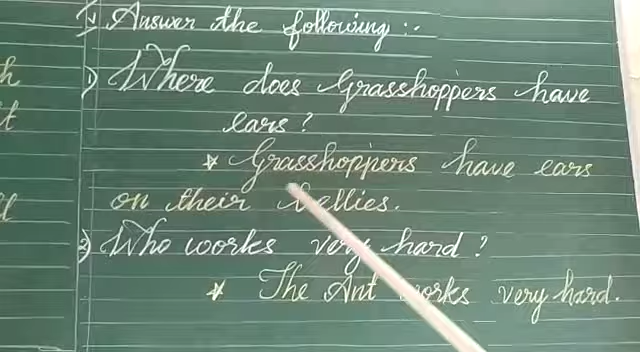 IV Answer the following :-
1) Where does Grasshoppers have
ears?
* Grasshoppers have ears
on their bellies.
2) Who works very hard?
* The Ant works very hard.